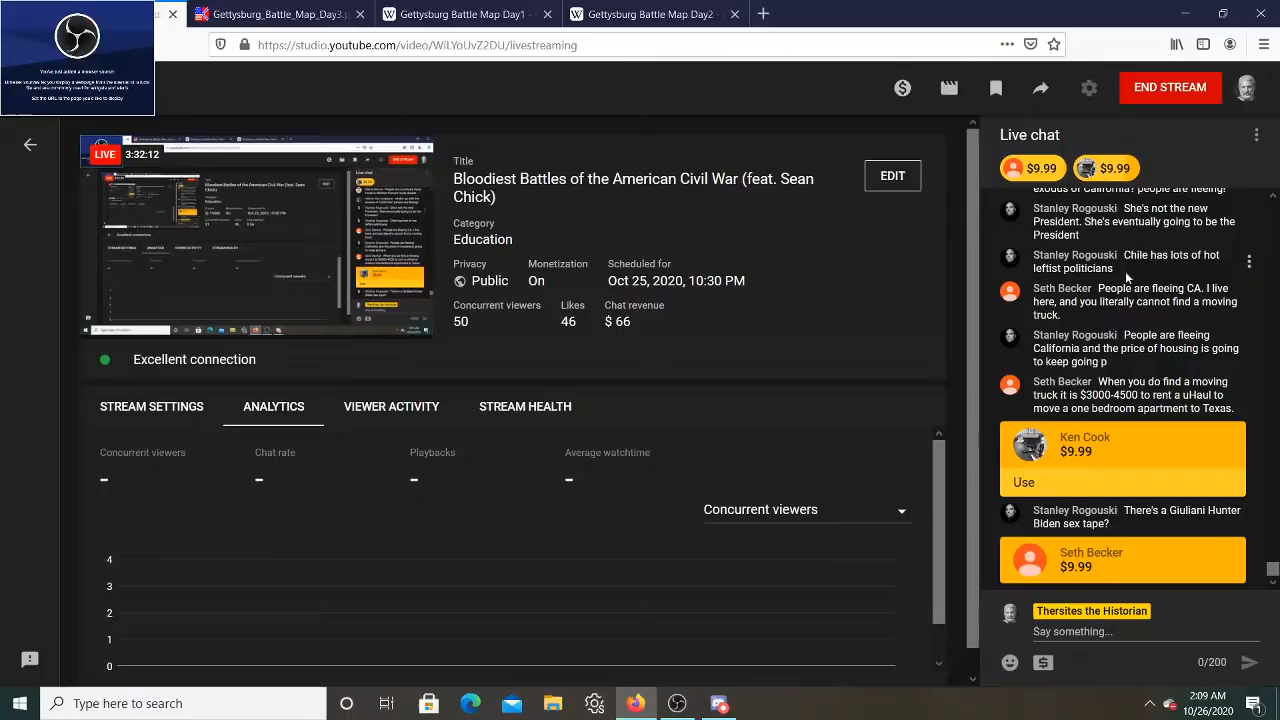 Gettysburg_Battle_Map_Day3.p
Gettysburg Battle Map Day1 -
Gettysburg Battle Map Day2 -
https://studio.youtube.com/video/WiLYoUvZ2DU/livestreaming
You've just added a browser source!
END STREAM
LIVE 3:32:12
Title
Bloodiest Battles of the American Civil War (feat. Sean
Chick)
EDIT
Category
Education
Privacy Monetization Scheduled for
Public On Oct 25, 2020, 10:30 PM
Concurrent viewers Likes Chat revenue
50 46 $ 66
Excellent connection
STREAM SETTINGS ANALYTICS VIEWER ACTIVITY STREAM HEALTH
Concurrent viewers Chat rate Playbacks Average watchtime
– – – –
Concurrent viewers
4
3
2
1
0
Live chat
$9.99 $9.99
exodus of California? people are fleeing!
Stanley Rogouski She's not the new
President. She's eventually going to be the
President
Stanley Rogouski Chile has lots of hot
leftist politicians
Seth Becker People are fleeing CA. I live
here, and you literally cannot find a moving
truck.
Stanley Rogouski People are fleeing
California and the price of housing is going
to keep going p
Seth Becker When you do find a moving
truck it is $3000-4500 to rent a uHaul to
move a one bedroom apartment to Texas.
Ken Cook
$9.99
Use
Stanley Rogouski There's a Giuliani Hunter
Biden sex tape?
Seth Becker
$9.99
Thersites the Historian
Say something...
0/200
Type here to search
2:09 AM
10/26/2020